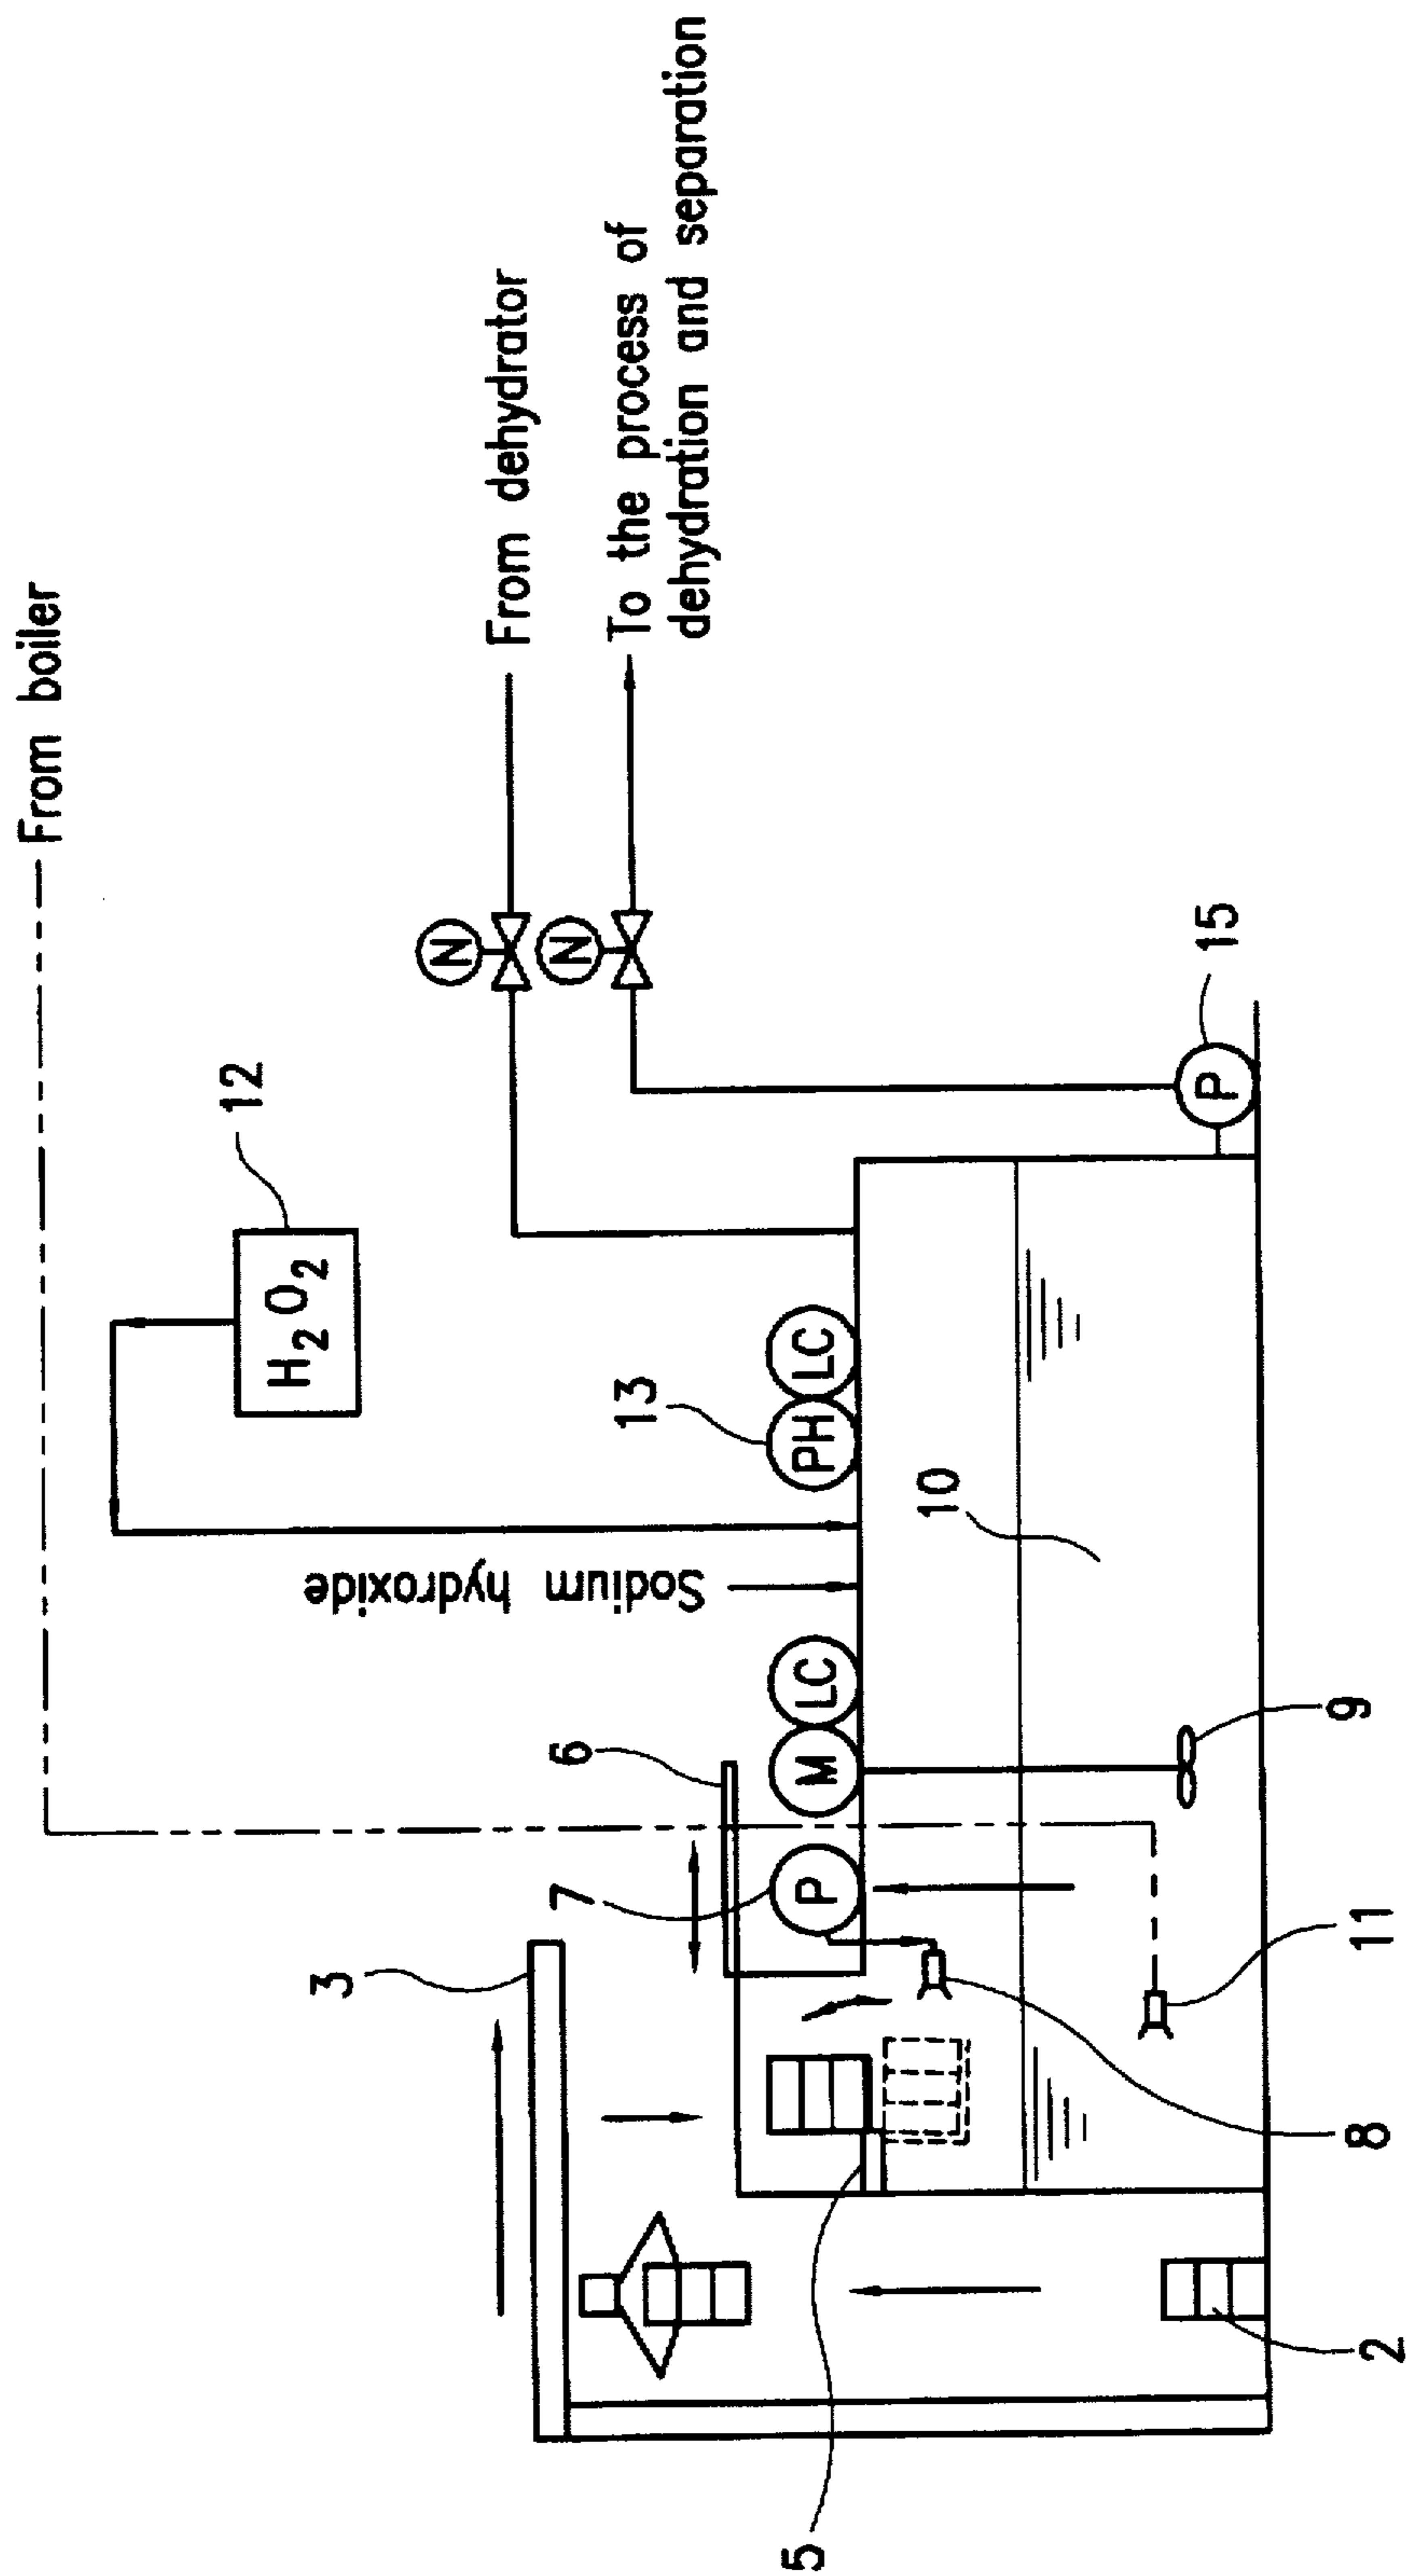 From boiler
12
H2O2
From dehydrator
To the process of
dehydration and separation
N
N
Sodium hydroxide
3
6
7
P
M
LC
13
PH
LC
10
15
P
5
8
9
11
2